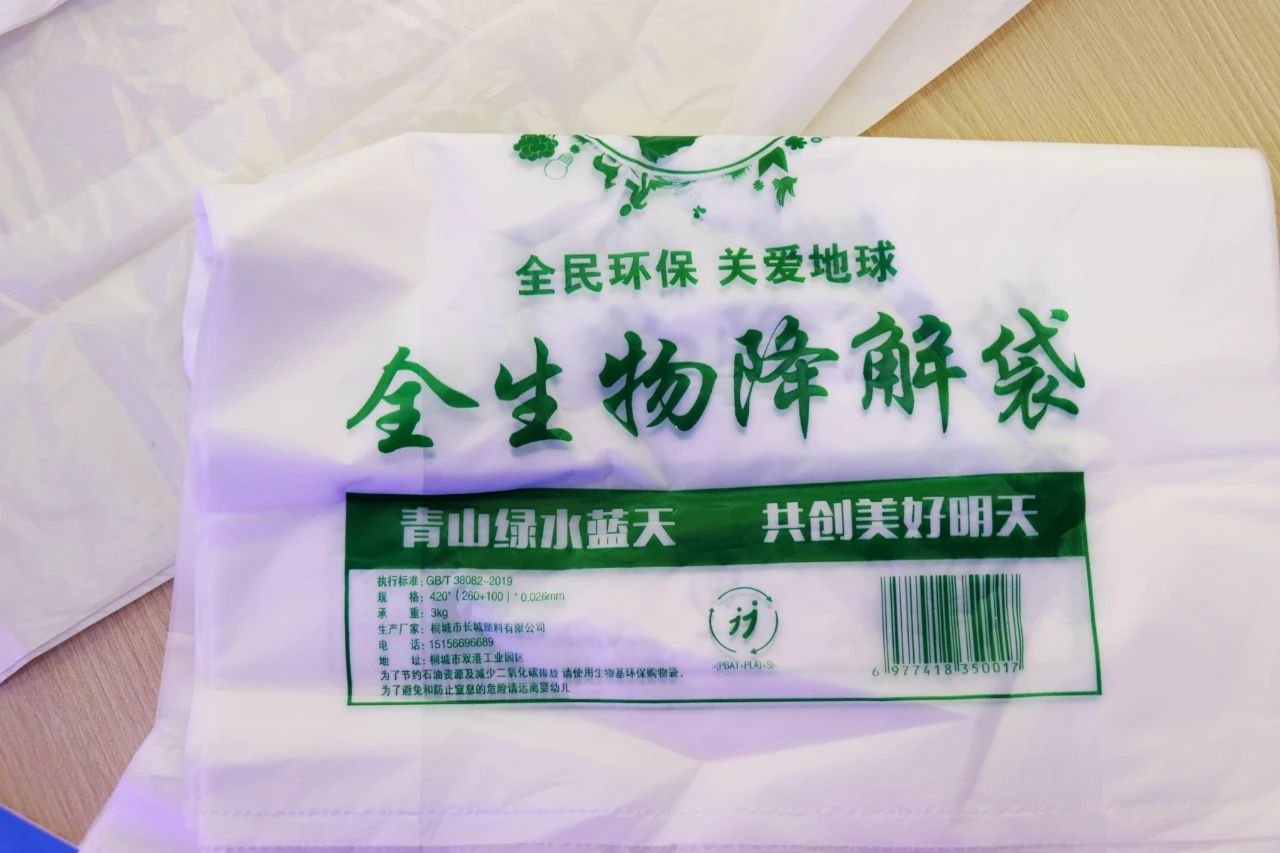 全民环保 关爱地球
全生物降解袋
青山绿水蓝天 共创美好明天
执行标准：GB/T 38082-2019
规 格：420*（260+100）* 0.026mm
承 重：3kg
生产厂家：桐城市长城塑料有限公司
电 话：15156696689
地 址：桐城市双港工业园区
为了节约石油资源及减少二氧化碳排放 请使用生物基环保购物袋，
为了避免和防止窒息的危险请远离婴幼儿
jj
>(PBAT+PLA)+St<
6 977418 350017